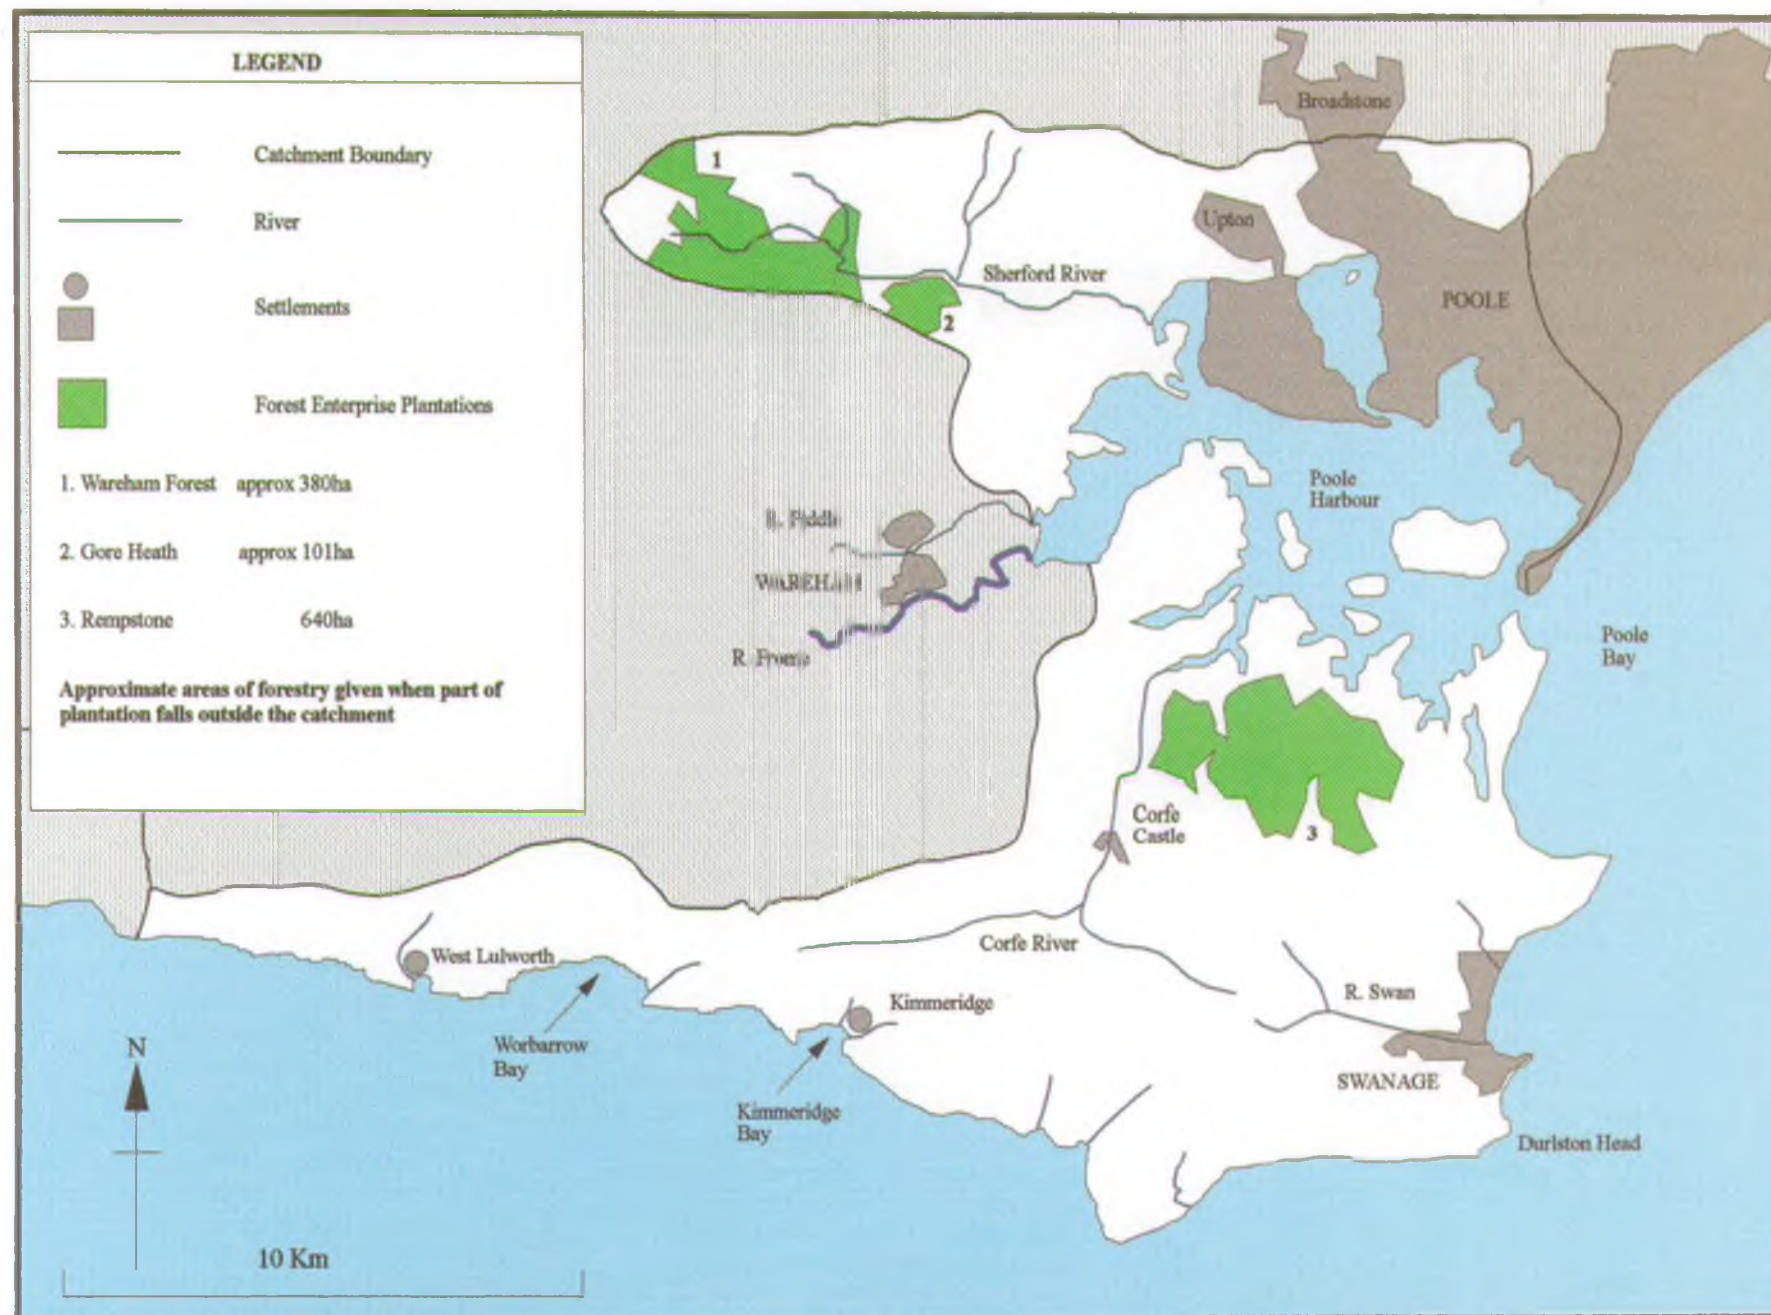 LEGEND
Catchment Boundary
River
Settlements
Forest Enterprise Plantations
1. Wareham Forest approx 380ha
2. Gore Heath approx 101ha
3. Rempstone 640ha
Approximate areas of forestry given when part of
plantation falls outside the catchment
N
10 Km
Broadstone
1
Upton
Sherford River
POOLE
2
Poole
Harbour
R. Piddle
WAREHAM
R. Frome
Poole
Bay
Corfe
Castle
3
Corfe River
West Lulworth
R. Swan
Kimmeridge
Worbarrow
Bay
SWANAGE
Kimmeridge
Bay
Durlston Head